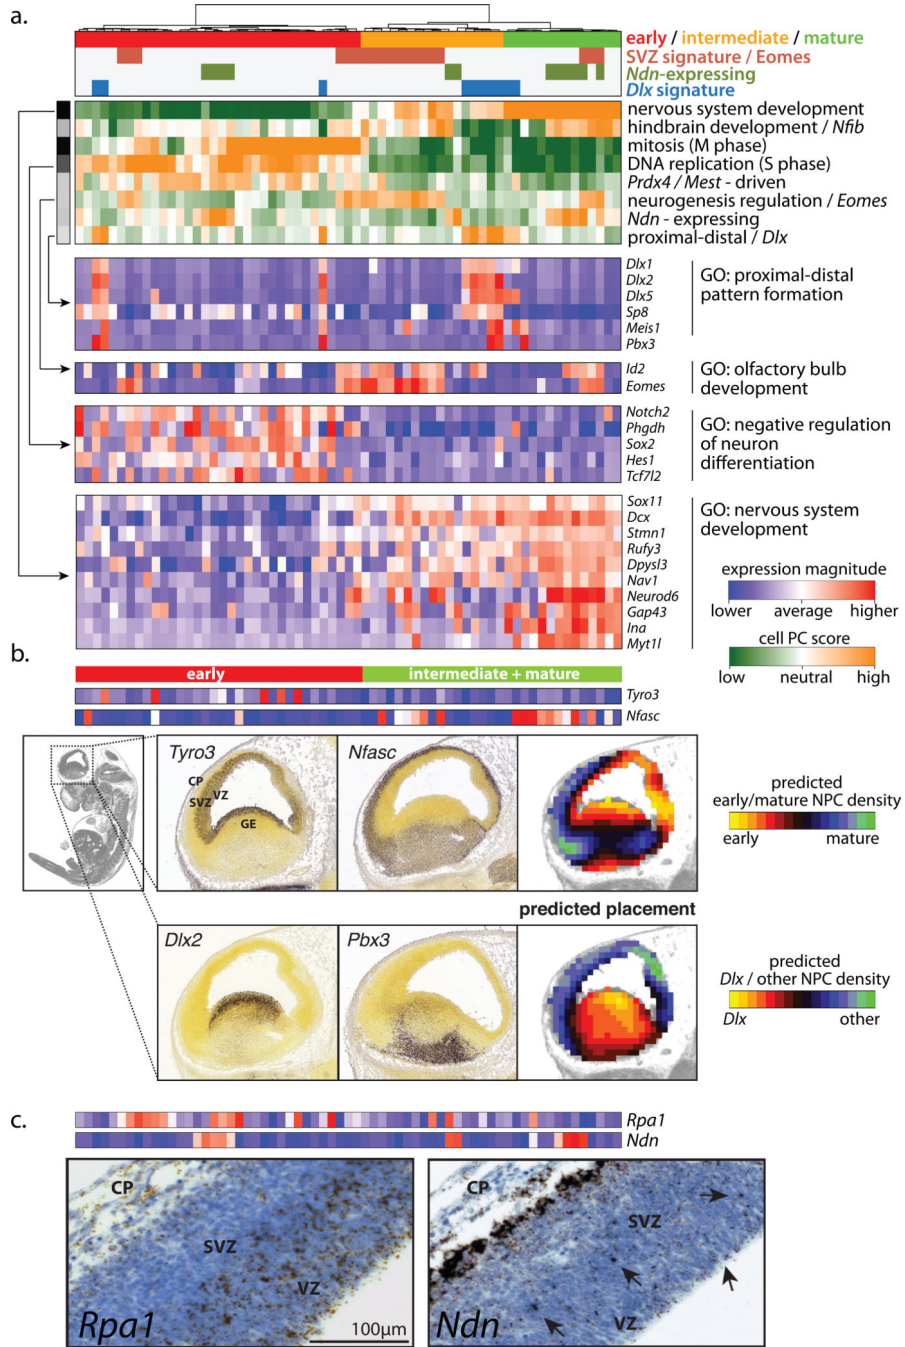 a.
early / intermediate / mature
SVZ signature / Eomes
Ndn-expressing
Dlx signature
nervous system development
hindbrain development / Nfib
mitosis (M phase)
DNA replication (S phase)
Prdx4 / Mest - driven
neurogenesis regulation / Eomes
Ndn - expressing
proximal-distal / Dlx
Dlx1
Dlx2
Dlx5
Sp8
Meis1
Pbx3
GO: proximal-distal
pattern formation
Id2
Eomes
GO: olfactory bulb
development
Notch2
Phgdh
Sox2
Hes1
Tcf7l2
GO: negative regulation
of neuron
differentiation
Sox11
Dcx
Stmn1
Rufy3
Dpysl3
Nav1
Neurod6
Gap43
Ina
Myt1l
GO: nervous system
development
expression magnitude
lower average higher
cell PC score
low neutral high
b.
early
intermediate + mature
Tyro3
Nfasc
Tyro3
CP
SVZ
VZ
GE
Nfasc
predicted
early/mature NPC density
early mature
predicted placement
Dlx2
Pbx3
predicted
Dlx / other NPC density
Dlx other
c.
Rpa1
Ndn
CP
SVZ
VZ
Rpa1
100µm
CP
SVZ
VZ
Ndn